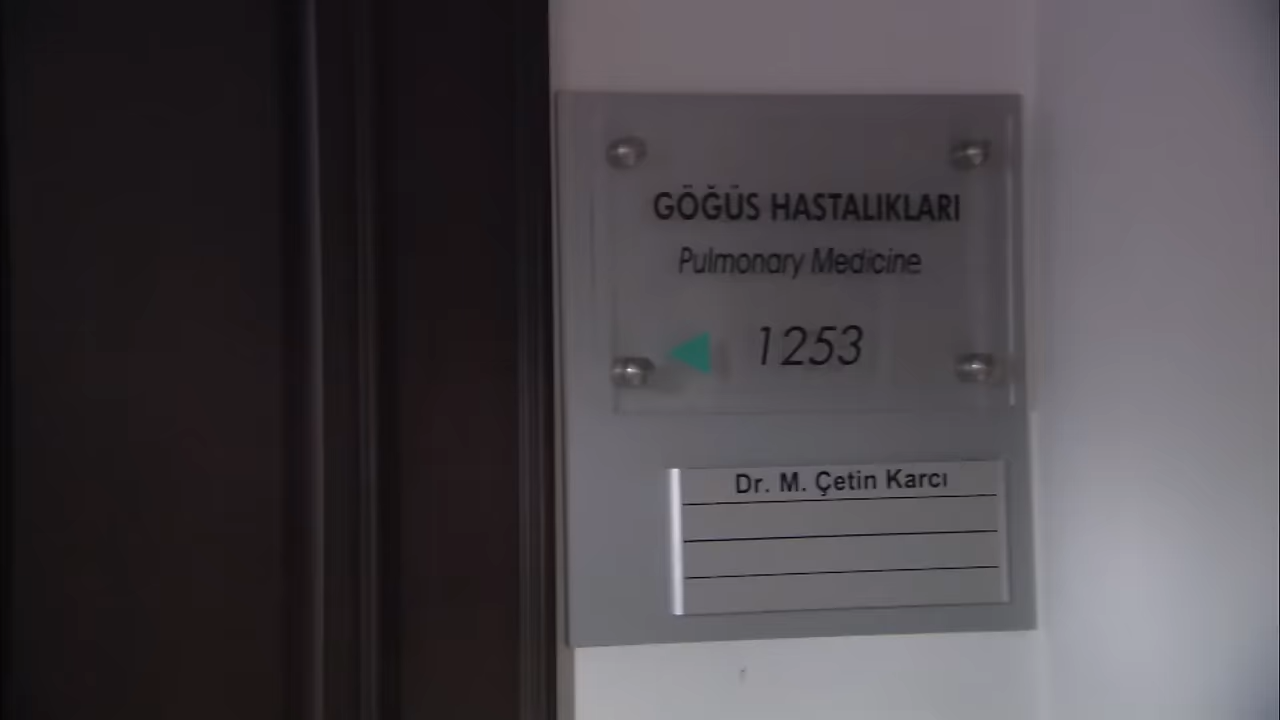 GÖĞÜS HASTALIKLARI
Pulmonary Medicine
1253
Dr. M. Çetin Karcı